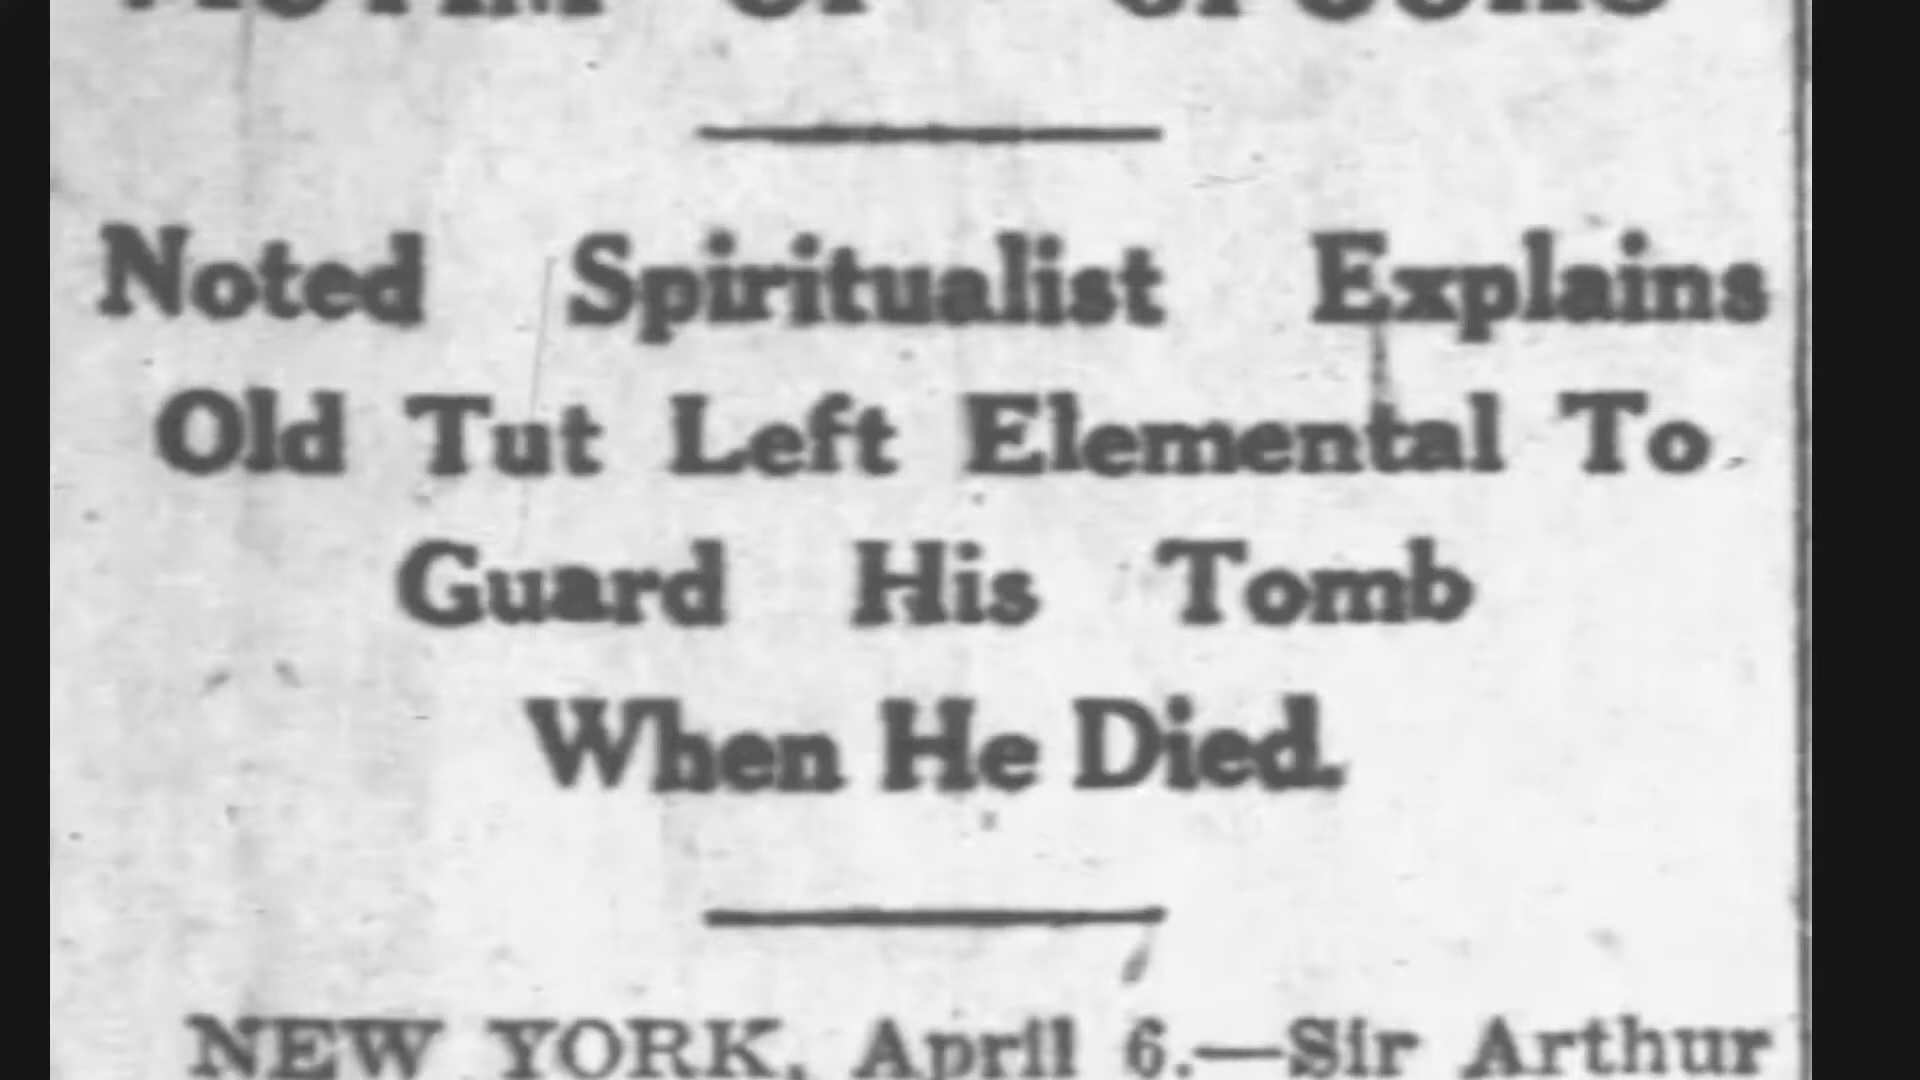 Noted Spiritualist Explains
Old Tut Left Elemental To
Guard His Tomb
When He Died.
NEW YORK, April 6.—Sir Arthur